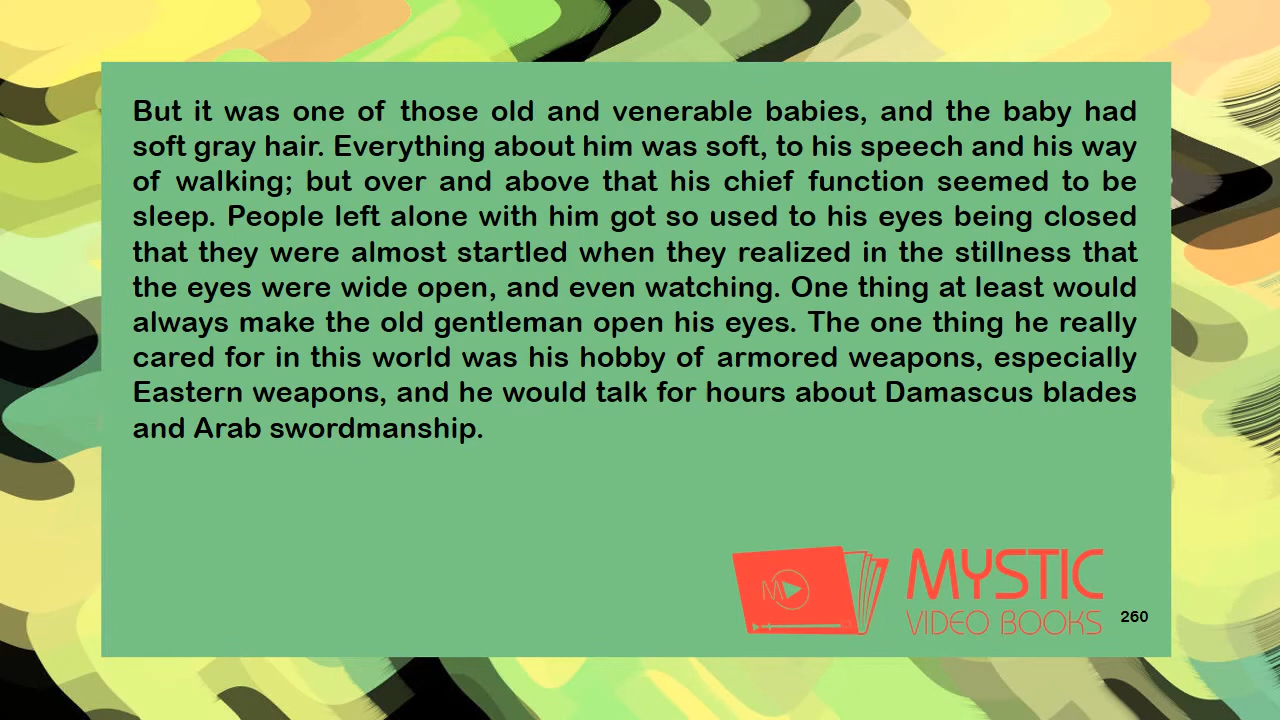 But it was one of those old and venerable babies, and the baby had
soft gray hair. Everything about him was soft, to his speech and his way
of walking; but over and above that his chief function seemed to be
sleep. People left alone with him got so used to his eyes being closed
that they were almost startled when they realized in the stillness that
the eyes were wide open, and even watching. One thing at least would
always make the old gentleman open his eyes. The one thing he really
cared for in this world was his hobby of armored weapons, especially
Eastern weapons, and he would talk for hours about Damascus blades
and Arab swordmanship.
M
MYSTIC
VIDEO BOOKS
260